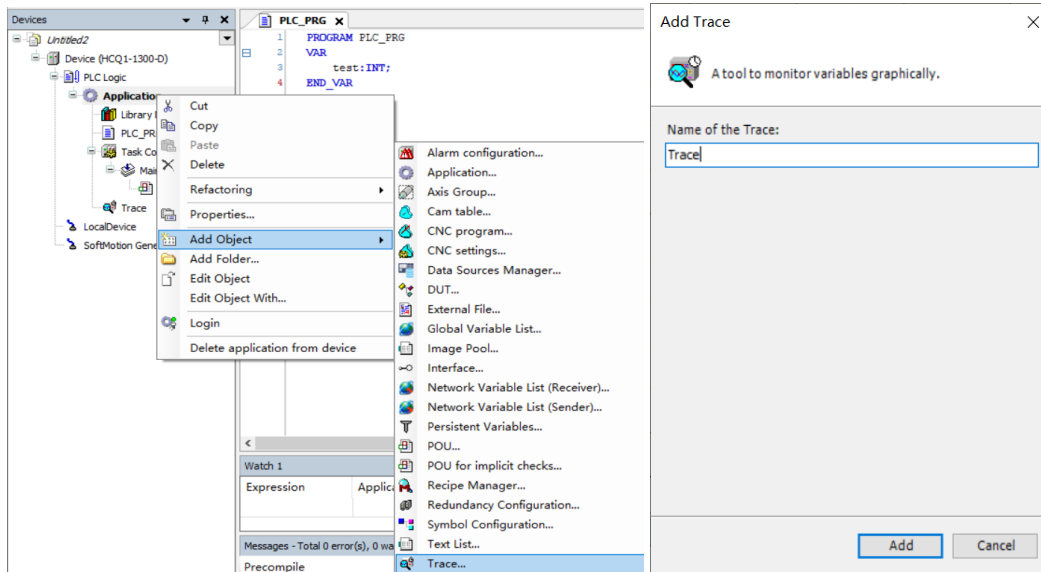 Devices
Untitled2
Device (HCQ1-1300-D)
PLC Logic
Application
Library
PLC_PR
Task Co
Mai
Trace
LocalDevice
SoftMotion Gene
PLC_PRG
1 PROGRAM PLC_PRG
2 VAR
3 test:INT;
4 END_VAR
Cut
Copy
Paste
Delete
Refactoring
Properties...
Add Object
Add Folder...
Edit Object
Edit Object With...
Login
Delete application from device
Alarm configuration...
Application...
Axis Group...
Cam table...
CNC program...
CNC settings...
Data Sources Manager...
DUT...
External File...
Global Variable List...
Image Pool...
Interface...
Network Variable List (Receiver)...
Network Variable List (Sender)...
Persistent Variables...
POU...
POU for implicit checks...
Recipe Manager...
Redundancy Configuration...
Symbol Configuration...
Text List...
Trace...
Watch 1
Expression Applic
Messages - Total 0 error(s), 0 wa
Precompile
Add Trace
A tool to monitor variables graphically.
Name of the Trace:
Trace
Add Cancel